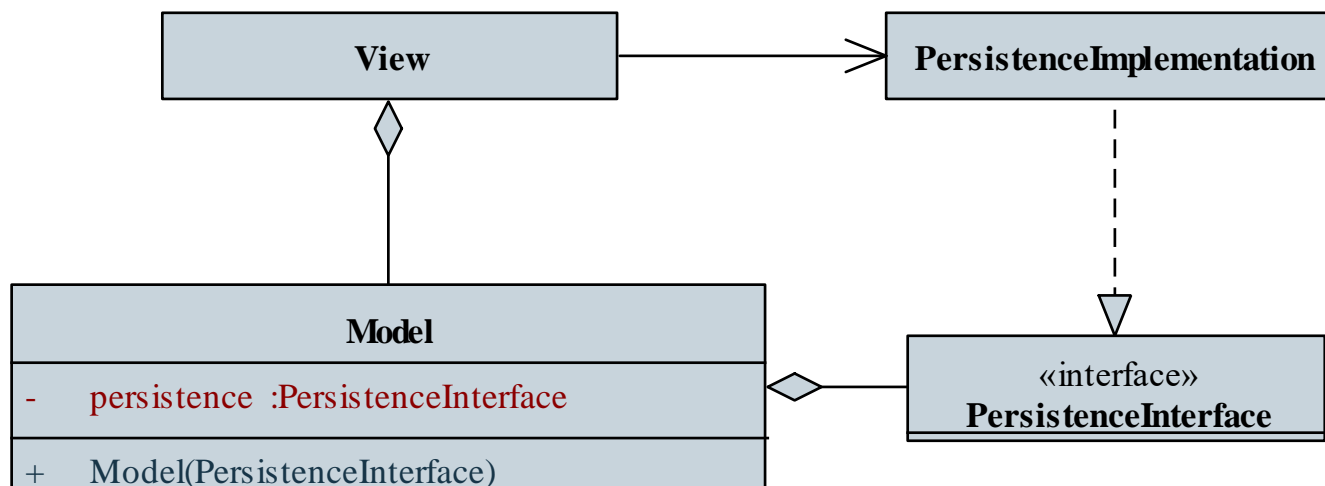 View
PersistenceImplementation
Model
- persistence :PersistenceInterface
+ Model(PersistenceInterface)
«interface»
PersistenceInterface